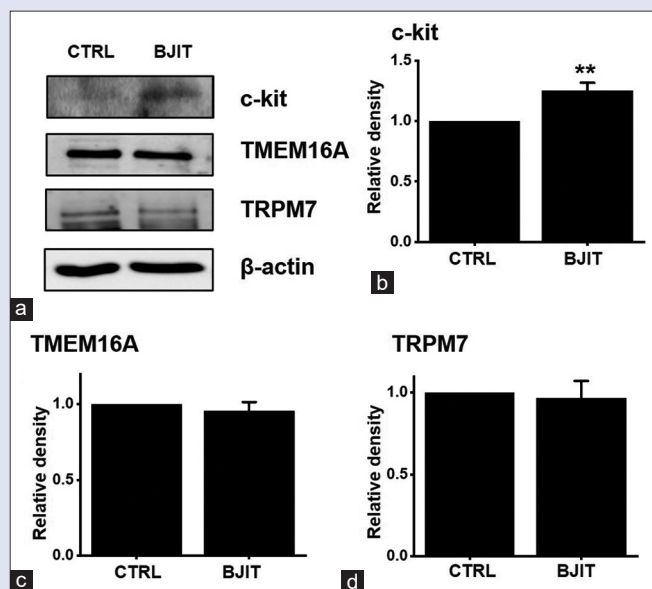 CTRL BJIT
c-kit
TMEM16A
TRPM7
β-actin
a
c-kit
Relative density
1.5
1.0
0.5
0.0
**
CTRL BJIT
b
TMEM16A
Relative density
1.0
0.5
0.0
CTRL BJIT
c
TRPM7
Relative density
1.0
0.5
0.0
CTRL BJIT
d